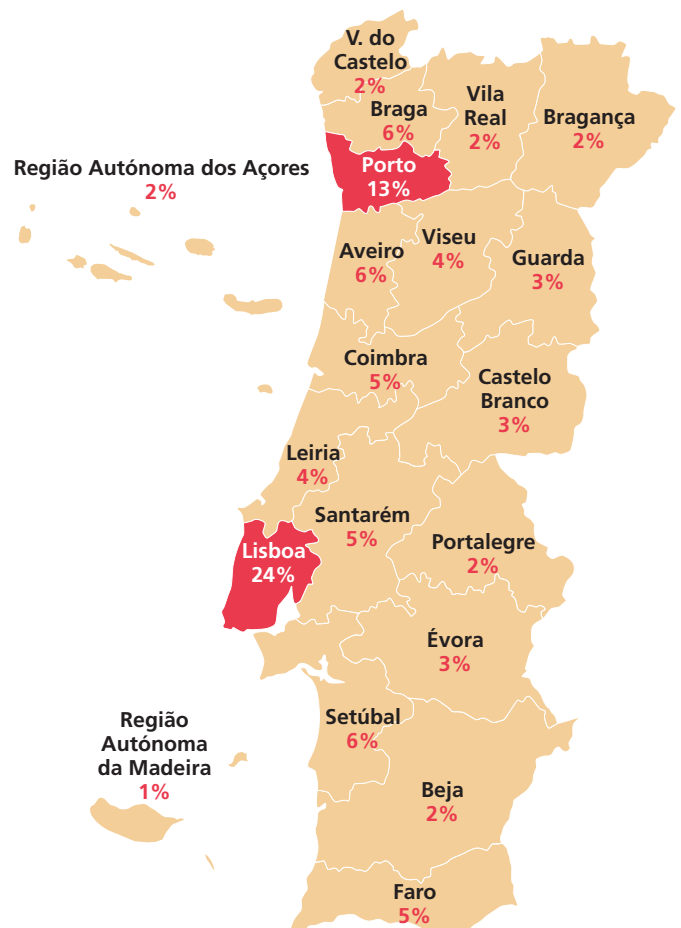 V. do
Castelo
2%
Braga
6%
Vila
Real
2%
Bragança
2%
Região Autónoma dos Açores
2%
Porto
13%
Aveiro
6%
Viseu
4%
Guarda
3%
Coimbra
5%
Castelo
Branco
3%
Leiria
4%
Santarém
5%
Portalegre
2%
Lisboa
24%
Évora
3%
Região
Autónoma
da Madeira
1%
Setúbal
6%
Beja
2%
Faro
5%